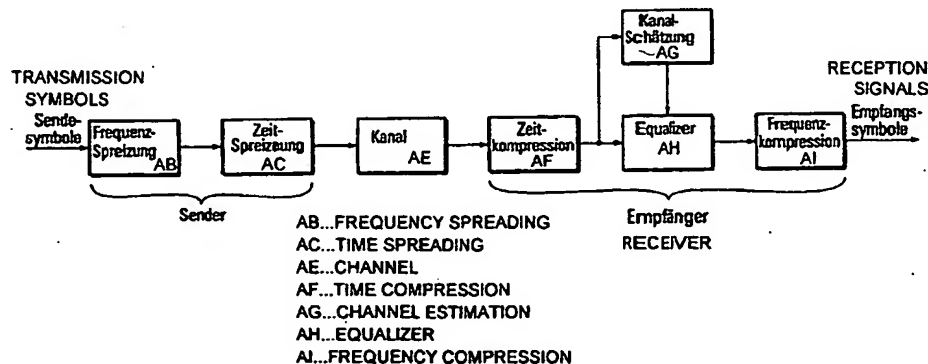 Kanal-
Schätzung
~AG
TRANSMISSION
SYMBOLS
Sende-
symbole
Frequenz-
Spreizung
AB
Zeit-
Spreizeung
AC
Kanal
AE
Zeit-
kompression
AF
Equalizer
AH
Frequenz-
kompression
AI
RECEPTION
SIGNALS
Empfangs-
symbole
Sender
Empfänger
RECEIVER
AB...FREQUENCY SPREADING
AC...TIME SPREADING
AE...CHANNEL
AF...TIME COMPRESSION
AG...CHANNEL ESTIMATION
AH...EQUALIZER
AI...FREQUENCY COMPRESSION